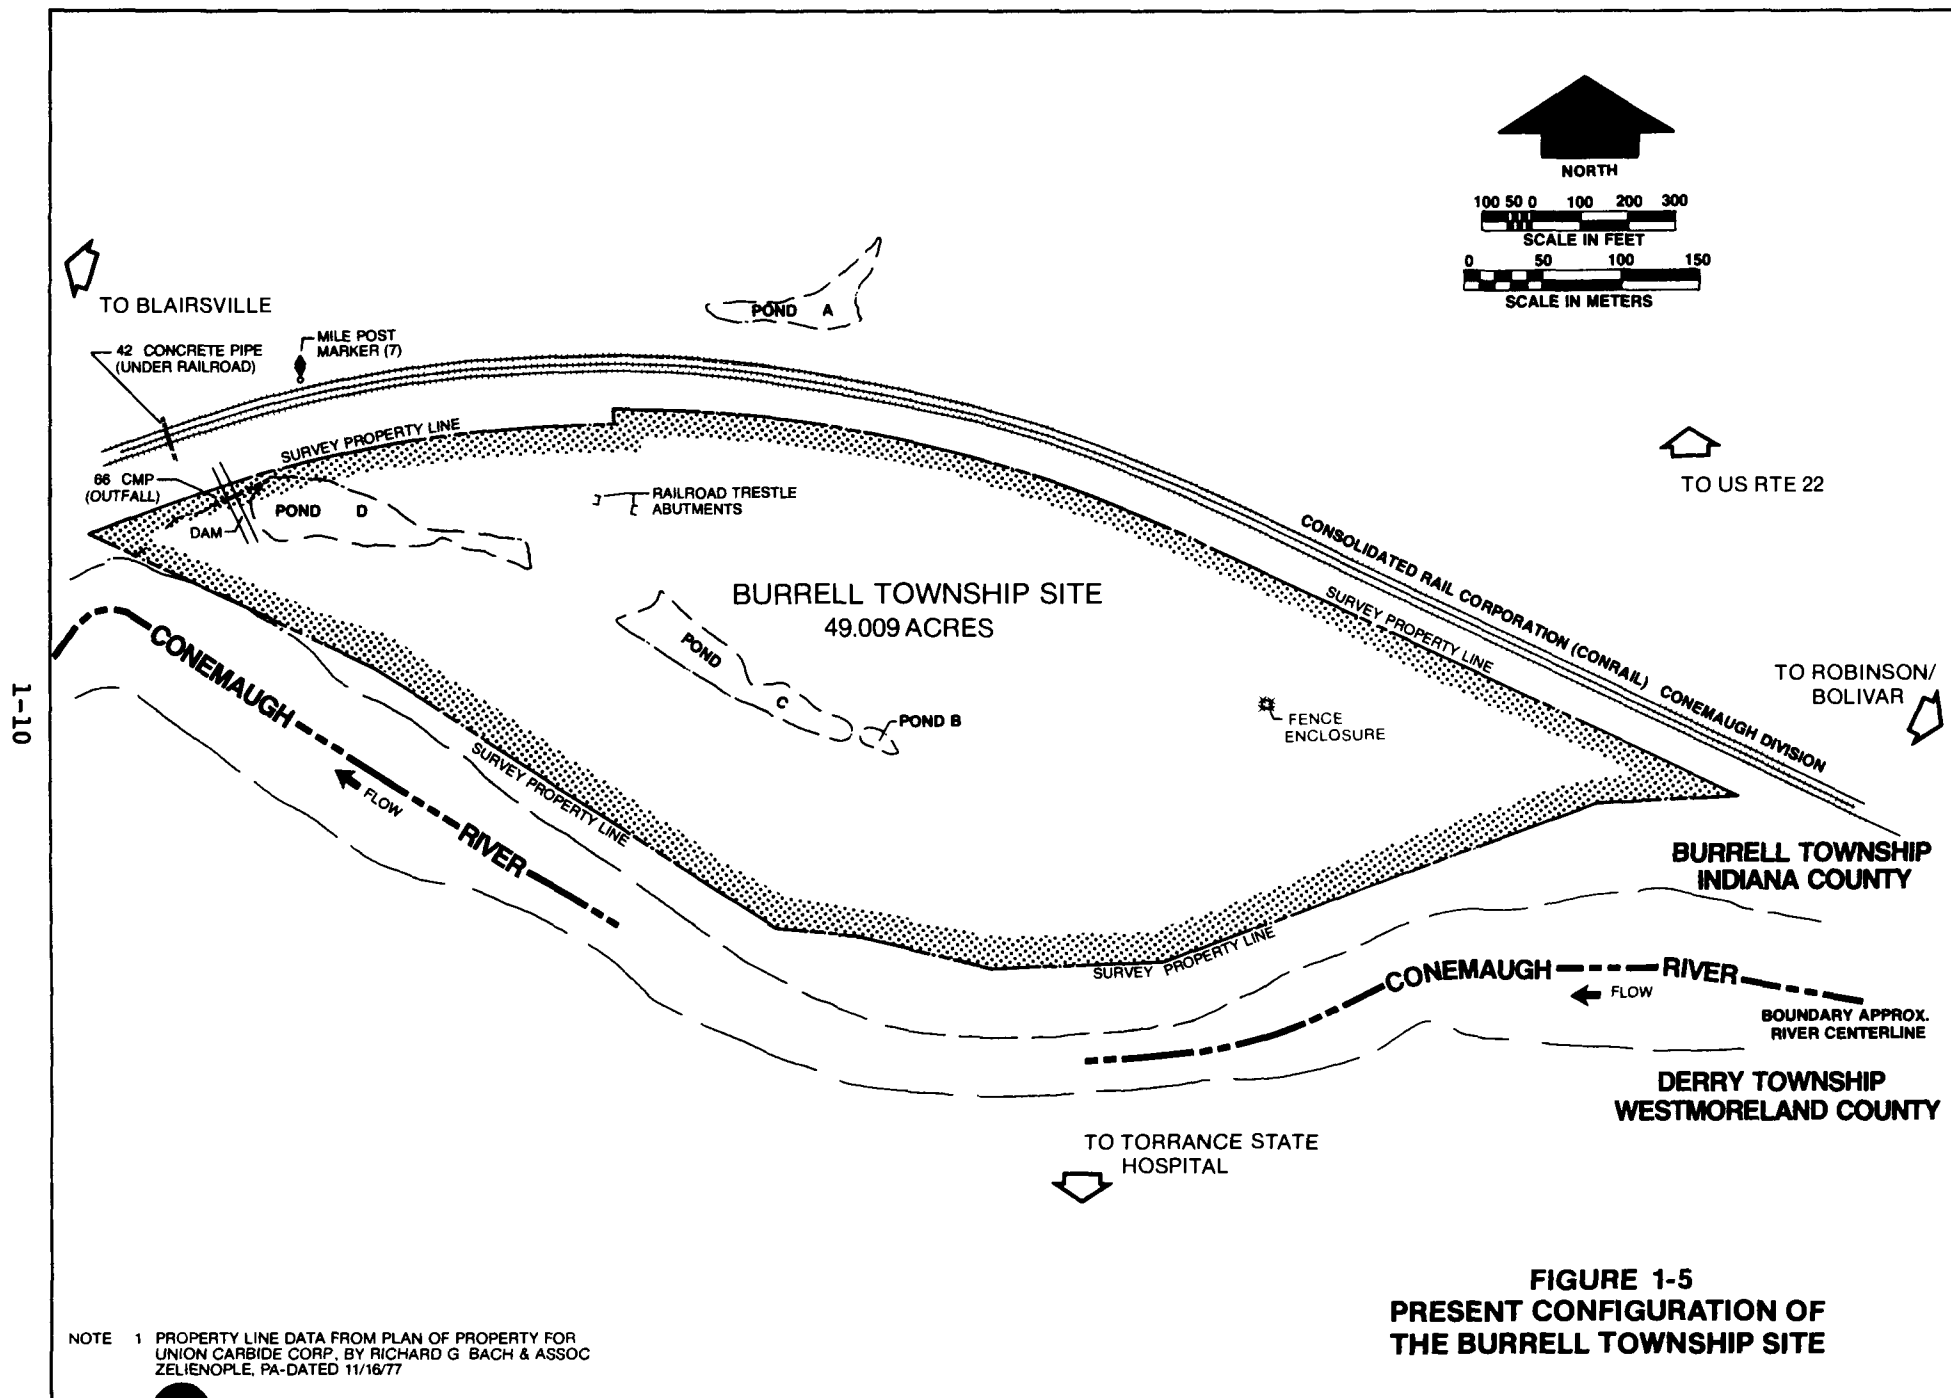 NORTH
100 50 0 100 200 300
SCALE IN FEET
0 50 100 150
SCALE IN METERS
TO BLAIRSVILLE
POND A
42 CONCRETE PIPE
(UNDER RAILROAD)
MILE POST
MARKER (7)
SURVEY PROPERTY LINE
66 CMP
(OUTFALL)
DAM
POND D
RAILROAD TRESTLE
ABUTMENTS
TO US RTE 22
BURRELL TOWNSHIP SITE
49.009 ACRES
CONSOLIDATED RAIL CORPORATION (CONRAIL) CONEMAUGH DIVISION
SURVEY PROPERTY LINE
TO ROBINSON/
BOLIVAR
POND
C
POND B
FENCE
ENCLOSURE
CONEMAUGH
RIVER
FLOW
SURVEY PROPERTY LINE
1-10
BURRELL TOWNSHIP
INDIANA COUNTY
SURVEY PROPERTY LINE
CONEMAUGH RIVER
FLOW
BOUNDARY APPROX.
RIVER CENTERLINE
DERRY TOWNSHIP
WESTMORELAND COUNTY
TO TORRANCE STATE
HOSPITAL
FIGURE 1-5
PRESENT CONFIGURATION OF
THE BURRELL TOWNSHIP SITE
NOTE 1 PROPERTY LINE DATA FROM PLAN OF PROPERTY FOR
UNION CARBIDE CORP, BY RICHARD G BACH & ASSOC
ZELIENOPLE, PA-DATED 11/16/77